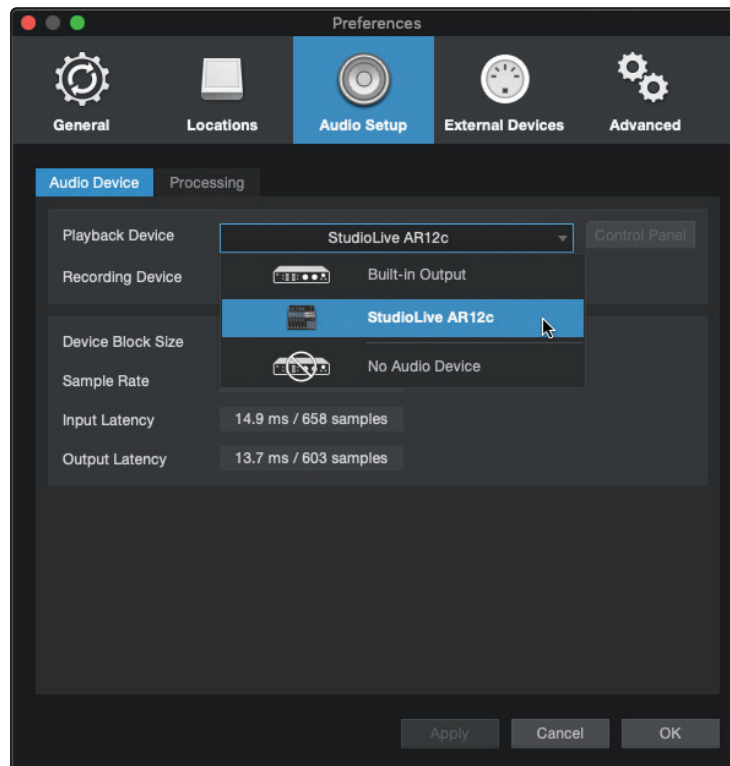 Preferences
General Locations Audio Setup External Devices Advanced
Audio Device Processing
Playback Device StudioLive AR12c Control Panel
Recording Device Built-in Output
StudioLive AR12c
Device Block Size
No Audio Device
Sample Rate
Input Latency 14.9 ms / 658 samples
Output Latency 13.7 ms / 603 samples
Apply Cancel OK